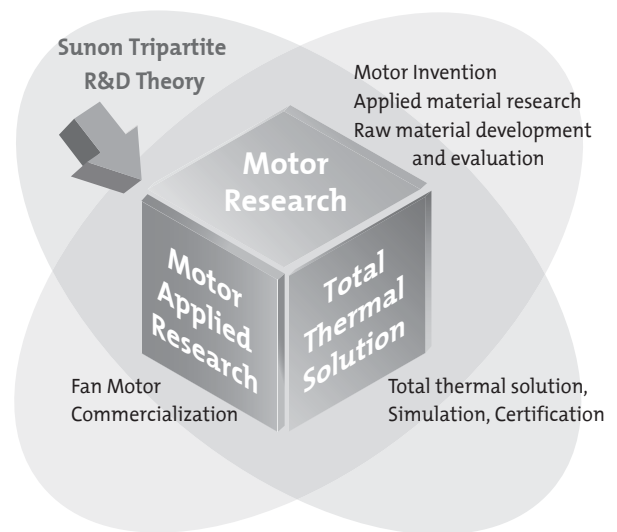 Sunon Tripartite
R&D Theory
Motor Invention
Applied material research
Raw material development
and evaluation
Motor
Research
Motor
Applied
Research
Total
Thermal
Solution
Fan Motor
Commercialization
Total thermal solution,
Simulation, Certification